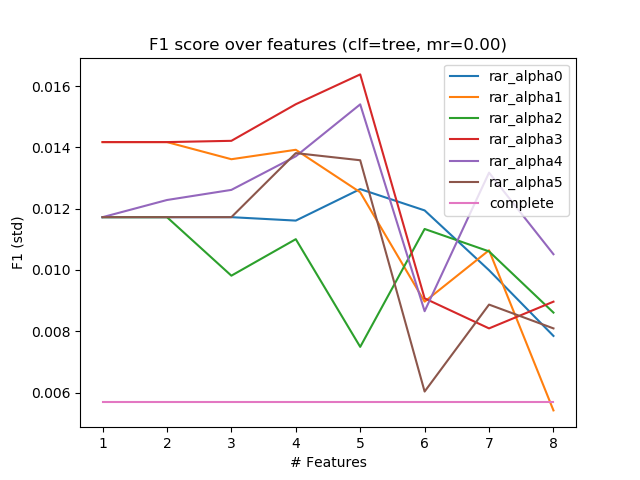 F1 score over features (clf=tree, mr=0.00)
0.016
0.014
0.012
0.010
0.008
0.006
F1 (std)
rar_alpha0
rar_alpha1
rar_alpha2
rar_alpha3
rar_alpha4
rar_alpha5
complete
1 2 3 4 5 6 7 8
# Features